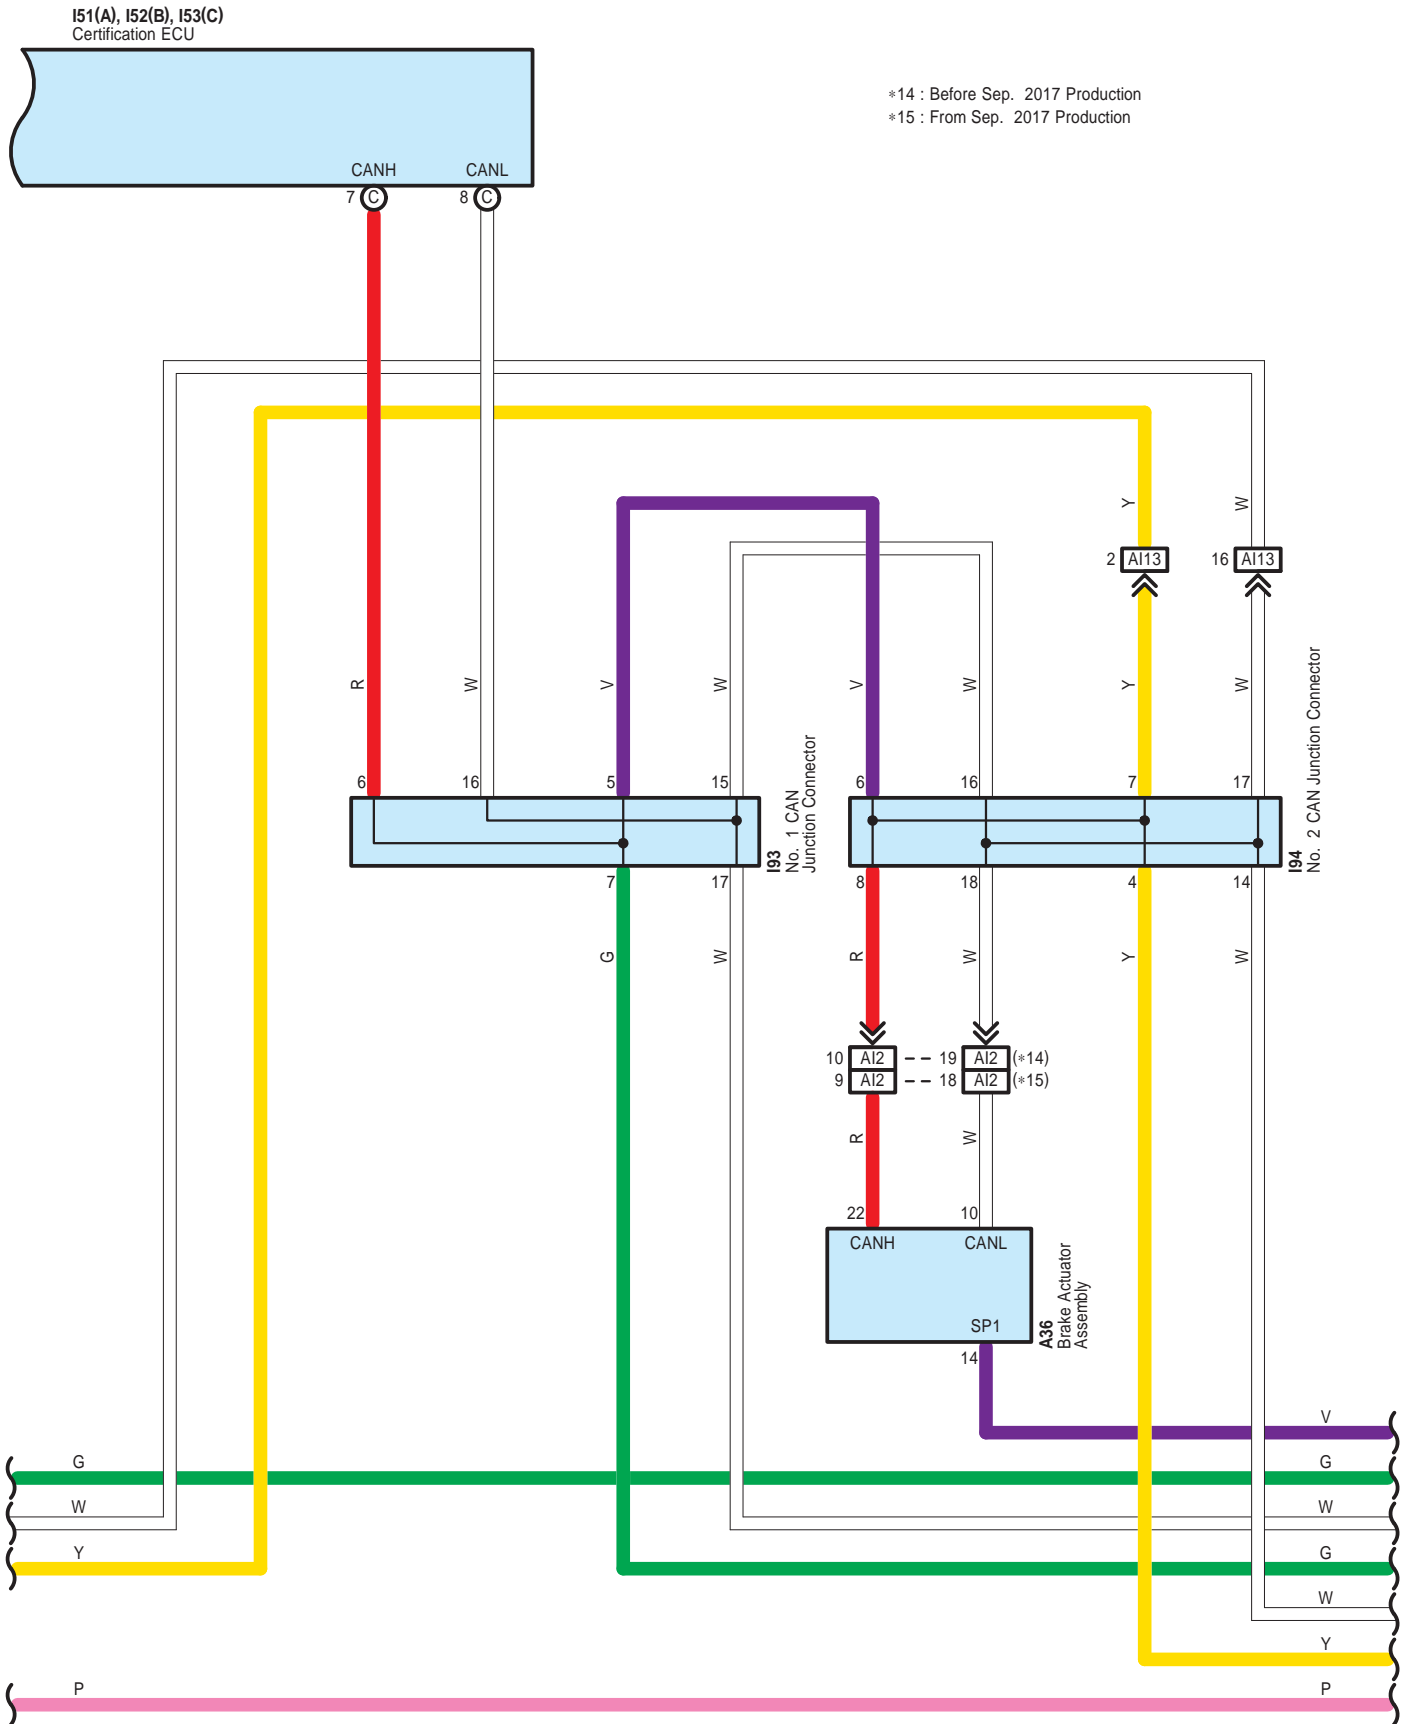 I51(A), I52(B), I53(C)
Certification ECU
∗14 : Before Sep. 2017 Production
∗15 : From Sep. 2017 Production
CANH CANL
7 C 8 C
Y W
2 AI13 16 AI13
R W V W V W Y W
6 16 5 15 6 16 7 17
I93
No. 1 CAN
Junction Connector
I94
No. 2 CAN Junction Connector
7 17 8 18 4 14
G W R W Y W
10 AI2 19 AI2 (∗14)
9 AI2 18 AI2 (∗15)
R W
22 10
CANH CANL
SP1
A36
Brake Actuator
Assembly
14
V
G G
W W
Y G
W
Y
P P